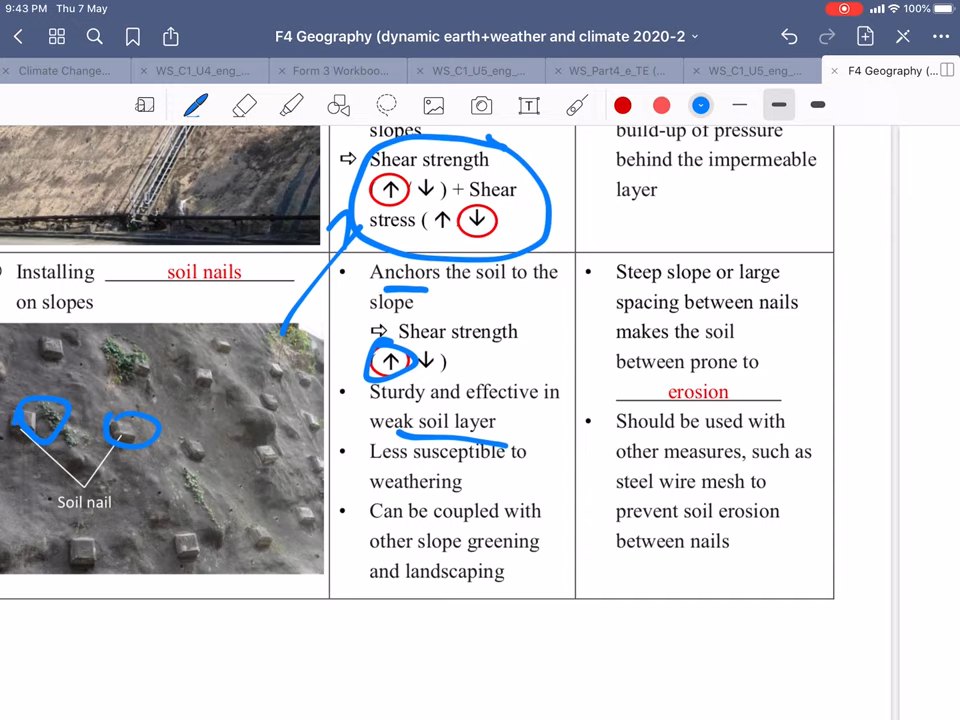 9:43 PM Thu 7 May
100%
F4 Geography (dynamic earth+weather and climate 2020-2
Climate Change...
WS_C1_U4_eng_...
Form 3 Workboo...
WS_C1_U5_eng_...
WS_Part4_e_TE (...
WS_C1_U5_eng_...
F4 Geography (...
T
slopes
⇨ Shear strength
(↑ / ↓ ) + Shear
stress ( ↑ / ↓
build-up of pressure
behind the impermeable
layer
Installing soil nails
on slopes
Soil nail
• Anchors the soil to the
slope
⇨ Shear strength
(↑ ↓ )
• Sturdy and effective in
weak soil layer
• Less susceptible to
weathering
• Can be coupled with
other slope greening
and landscaping
• Steep slope or large
spacing between nails
makes the soil
between prone to
erosion
• Should be used with
other measures, such as
steel wire mesh to
prevent soil erosion
between nails